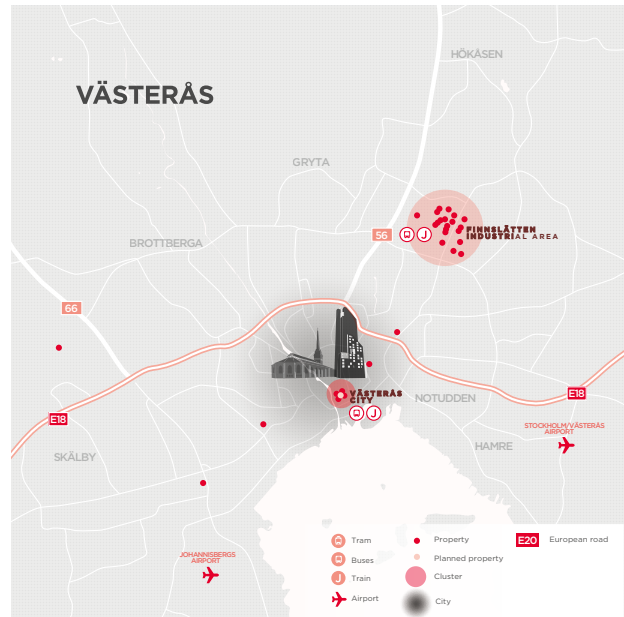 HÖKÅSEN
VÄSTERÅS
GRYTA
56
FINNSLÄTTEN
INDUSTRIAL AREA
BROTTBERGA
66
VÄSTERÅS
CITY
NOTUDDEN
E18
E18
STOCKHOLM/VÄSTERÅS
AIRPORT
HAMRE
SKÄLBY
JOHANNISBERGS
AIRPORT
Tram
Buses
Train
Airport
Property
Planned property
Cluster
City
E20 European road